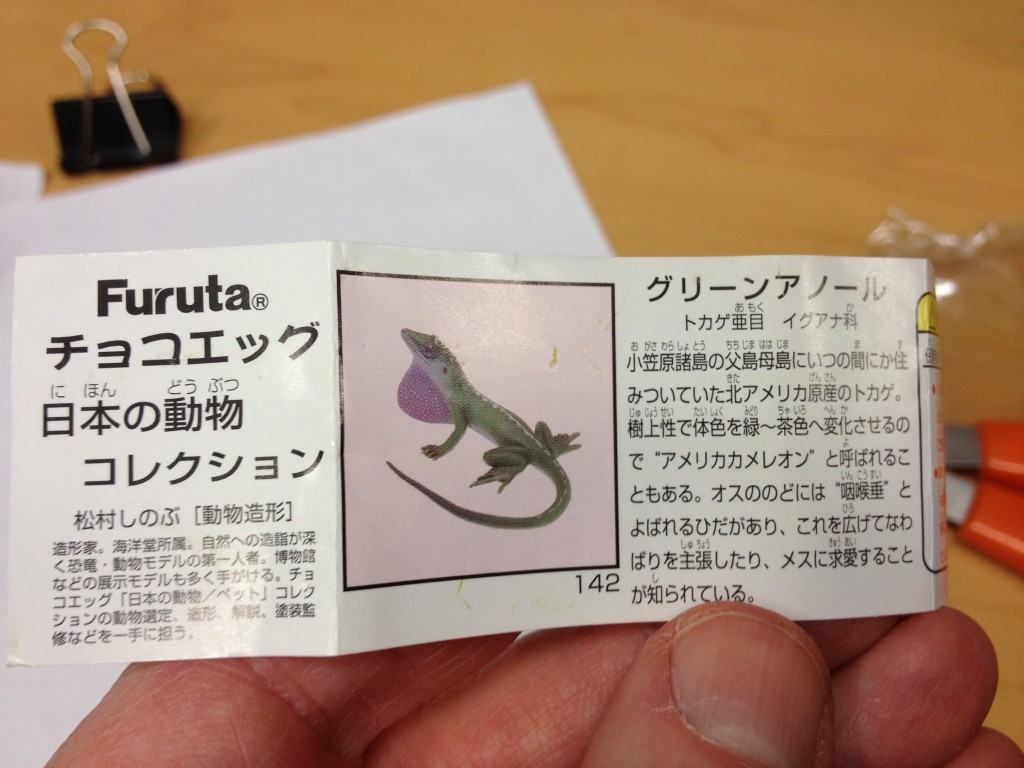 Furuta®
チョコエッグ
日本の動物
コレクション
松村しのぶ［動物造形］
造形家。海洋堂所属。自然への造詣が深
く恐竜・動物モデルの第一人者。博物館
などの展示モデルも多く手がける。チョ
コエッグ「日本の動物／ペット」コレク
ションの動物選定、造形、解説、塗装監
修などを一手に担う。
142
グリーンアノール
トカゲ亜目　イグアナ科
小笠原諸島の父島母島にいつの間にか住
みついていた北アメリカ原産のトカゲ。
樹上性で体色を緑〜茶色へ変化させるの
で“アメリカカメレオン”と呼ばれるこ
ともある。オスののどには“咽喉垂”と
よばれるひだがあり、これを広げてなわ
ばりを主張したり、メスに求愛すること
が知られている。